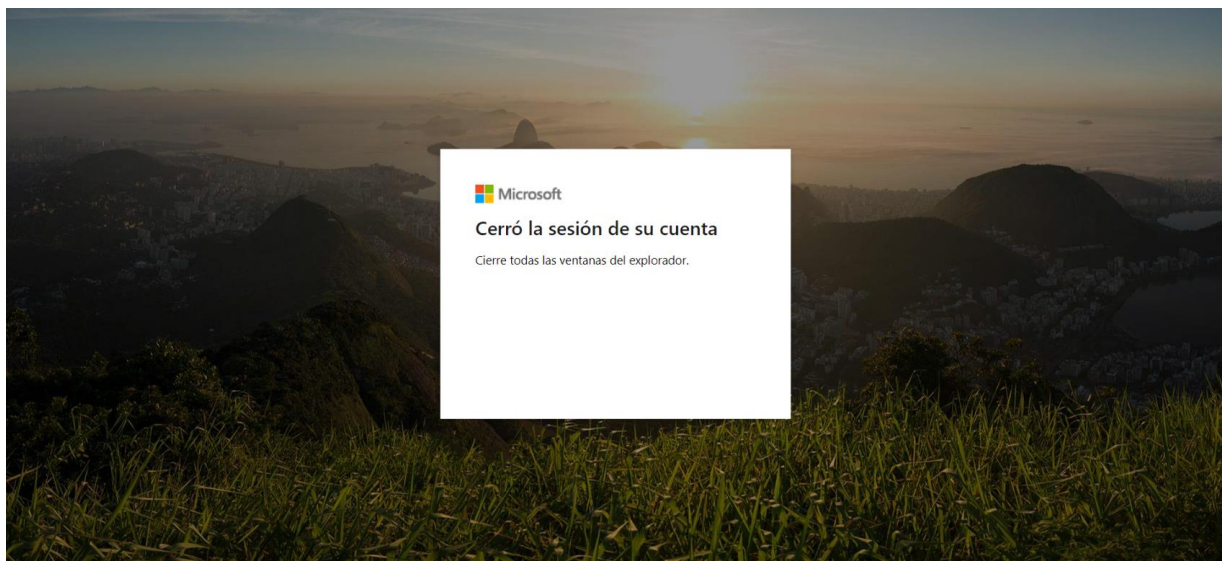 Microsoft
Cerró la sesión de su cuenta
Cierre todas las ventanas del explorador.